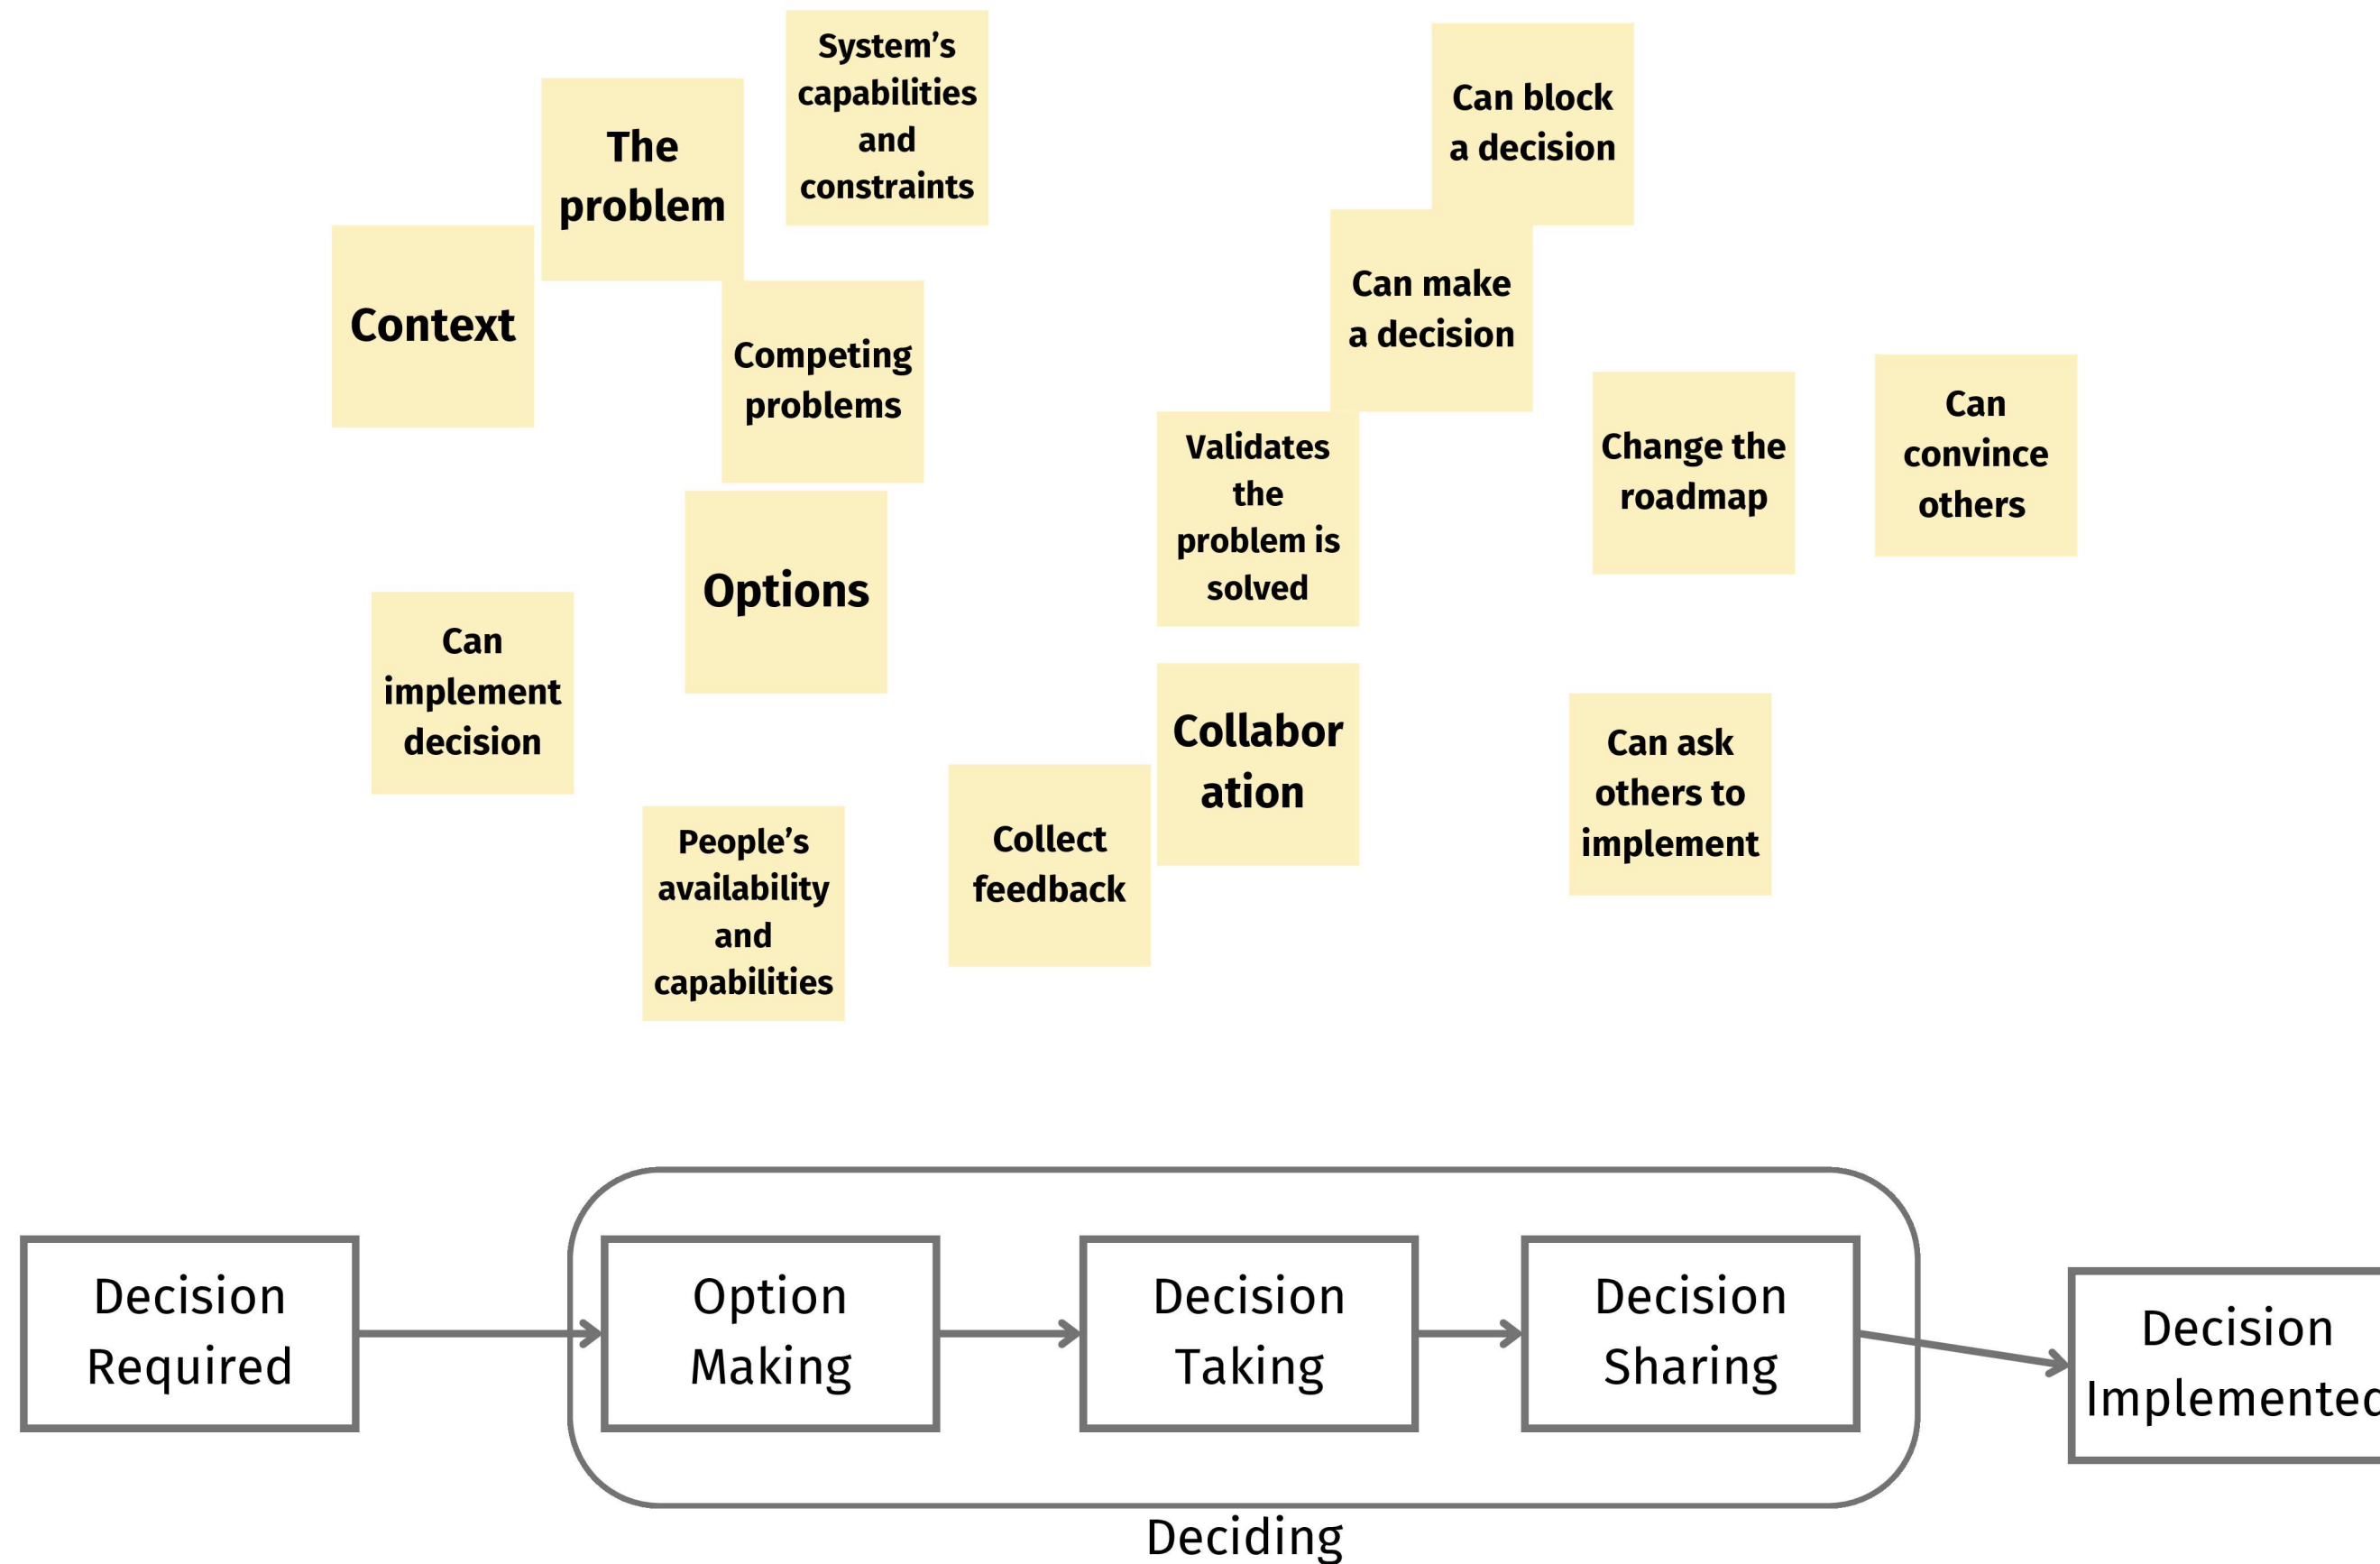 System’s
capabilities
and
constraints
Can block
a decision
The
problem
Context
Can make
a decision
Competing
problems
Can
convince
others
Validates
the
problem is
solved
Change the
roadmap
Options
Can
implement
decision
Collabor
ation
Can ask
others to
implement
People’s
availability
and
capabilities
Collect
feedback
Decision
Required
Option
Making
Decision
Taking
Decision
Sharing
Decision
Implemented
Deciding